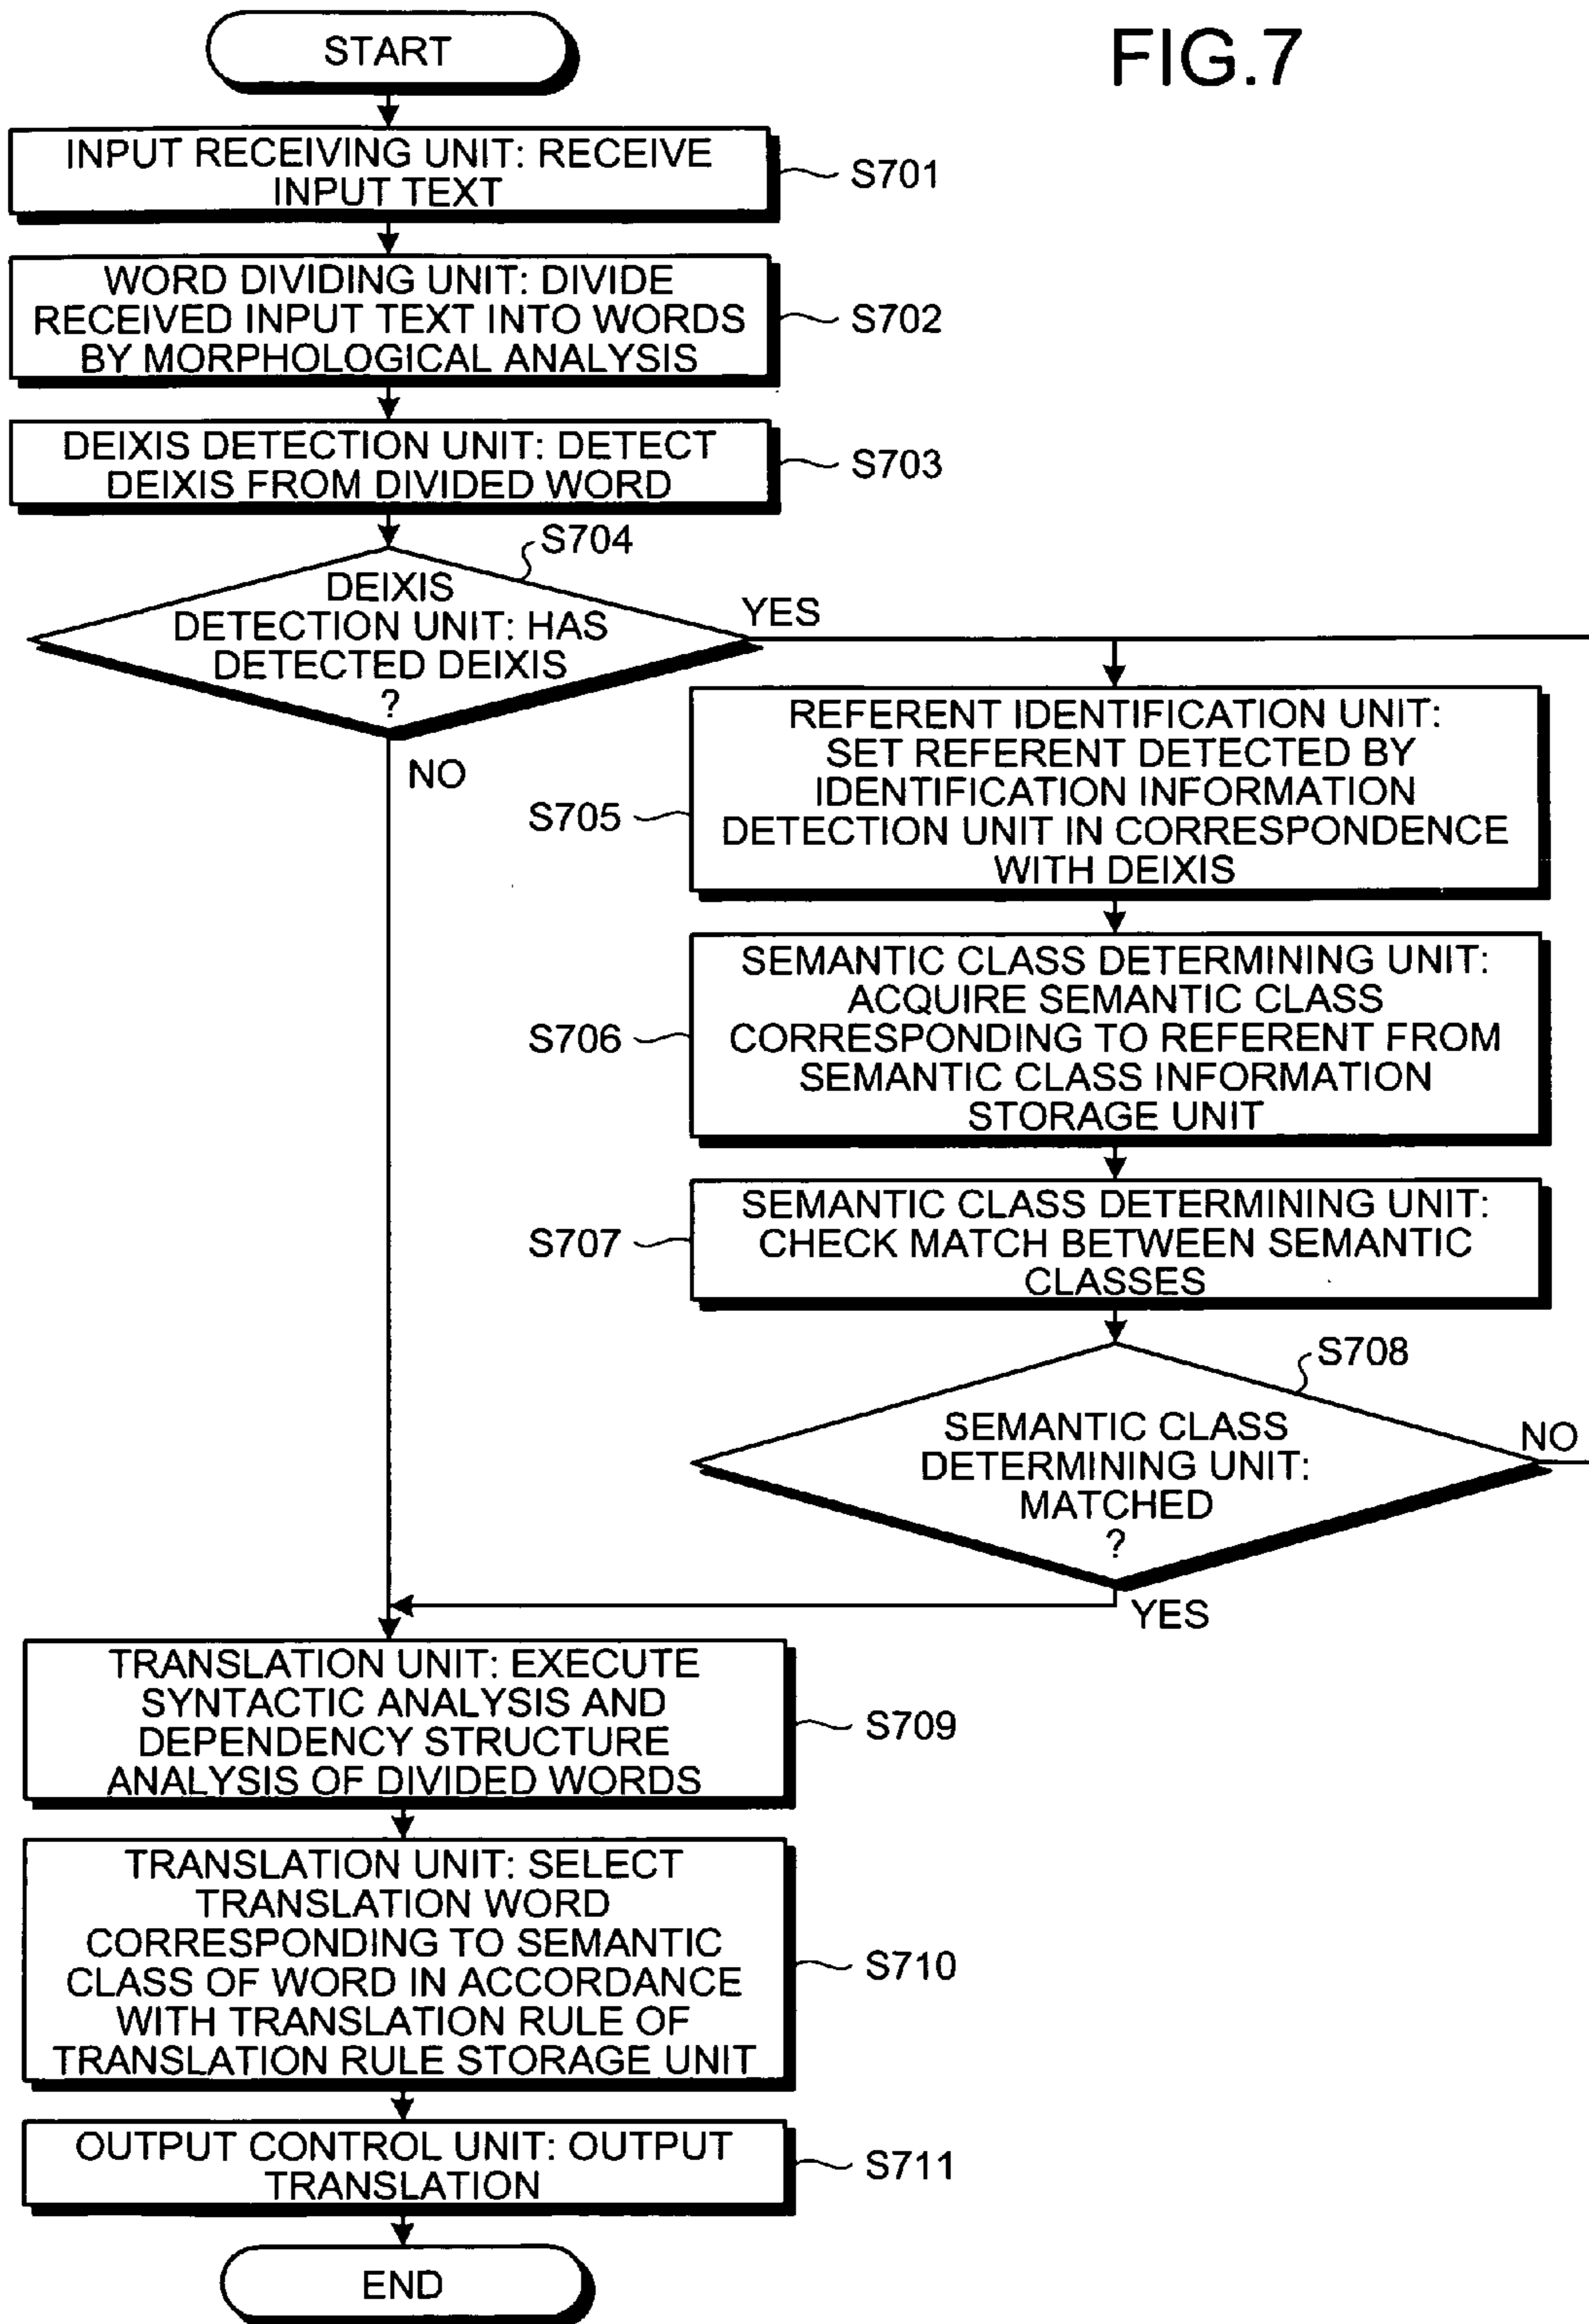 FIG.7
START
INPUT RECEIVING UNIT: RECEIVE
INPUT TEXT
S701
WORD DIVIDING UNIT: DIVIDE
RECEIVED INPUT TEXT INTO WORDS
BY MORPHOLOGICAL ANALYSIS
S702
DEIXIS DETECTION UNIT: DETECT
DEIXIS FROM DIVIDED WORD
S703
S704
DEIXIS
DETECTION UNIT: HAS
DETECTED DEIXIS
?
YES
NO
REFERENT IDENTIFICATION UNIT:
SET REFERENT DETECTED BY
IDENTIFICATION INFORMATION
DETECTION UNIT IN CORRESPONDENCE
WITH DEIXIS
S705
SEMANTIC CLASS DETERMINING UNIT:
ACQUIRE SEMANTIC CLASS
CORRESPONDING TO REFERENT FROM
SEMANTIC CLASS INFORMATION
STORAGE UNIT
S706
SEMANTIC CLASS DETERMINING UNIT:
CHECK MATCH BETWEEN SEMANTIC
CLASSES
S707
S708
SEMANTIC CLASS
DETERMINING UNIT:
MATCHED
?
NO
YES
TRANSLATION UNIT: EXECUTE
SYNTACTIC ANALYSIS AND
DEPENDENCY STRUCTURE
ANALYSIS OF DIVIDED WORDS
S709
TRANSLATION UNIT: SELECT
TRANSLATION WORD
CORRESPONDING TO SEMANTIC
CLASS OF WORD IN ACCORDANCE
WITH TRANSLATION RULE OF
TRANSLATION RULE STORAGE UNIT
S710
OUTPUT CONTROL UNIT: OUTPUT
TRANSLATION
S711
END